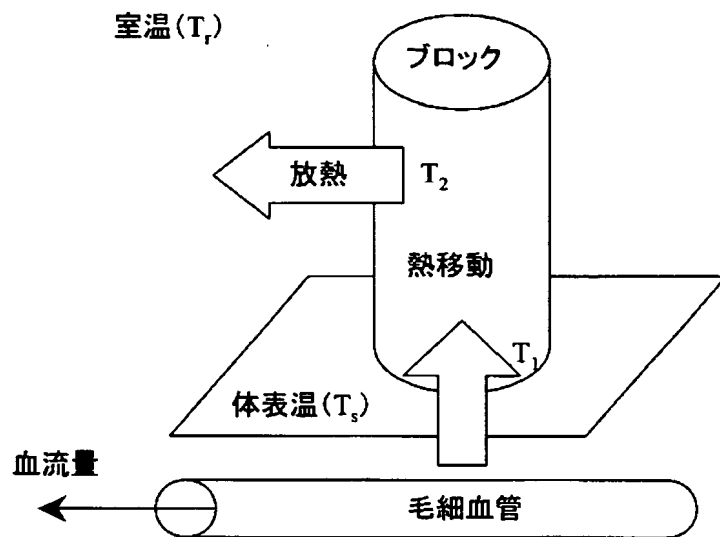 室温(Tr)
ブロック
放熱
T2
熱移動
T1
体表温(Ts)
血流量
毛細血管